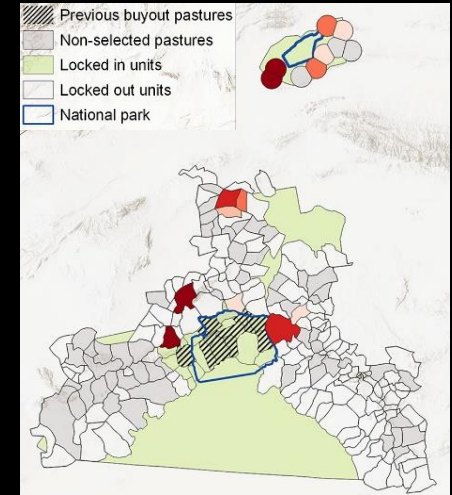 Previous buyout pastures
Non-selected pastures
Locked in units
Locked out units
National park